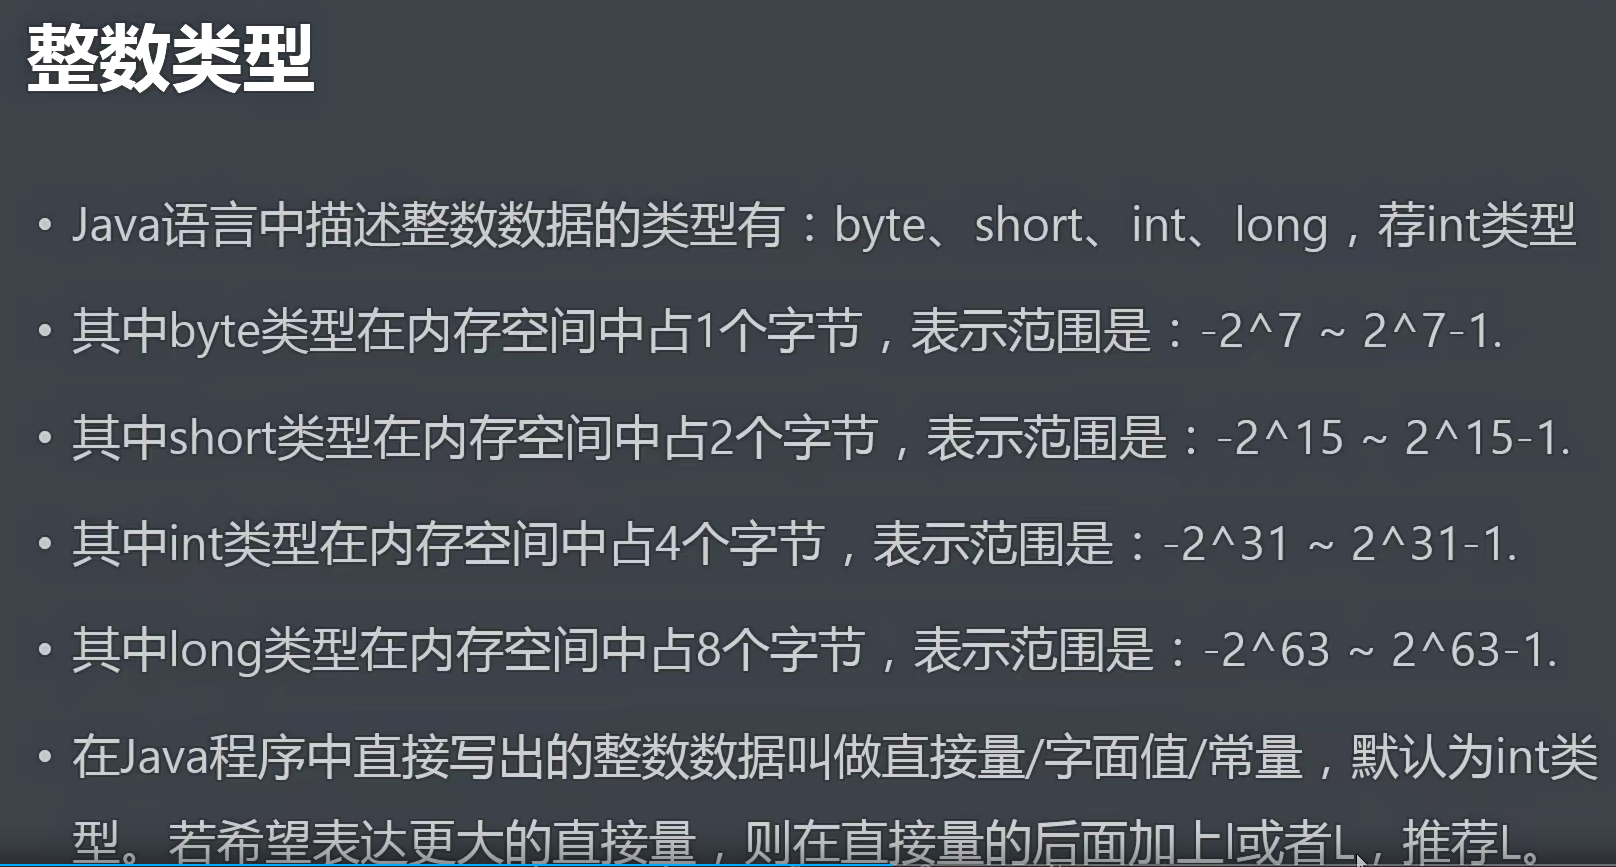 整数类型
• Java语言中描述整数数据的类型有：byte、short、int、long，荐int类型
• 其中byte类型在内存空间中占1个字节，表示范围是：-2^7 ~ 2^7-1.
• 其中short类型在内存空间中占2个字节，表示范围是：-2^15 ~ 2^15-1.
• 其中int类型在内存空间中占4个字节，表示范围是：-2^31 ~ 2^31-1.
• 其中long类型在内存空间中占8个字节，表示范围是：-2^63 ~ 2^63-1.
• 在Java程序中直接写出的整数数据叫做直接量/字面值/常量，默认为int类
型。若希望表达更大的直接量，则在直接量的后面加上l或者L，推荐L。